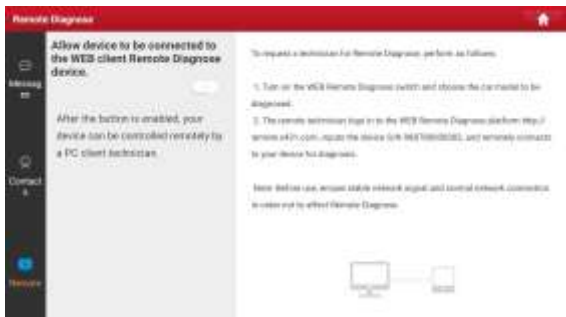 Remote Diagnose
Messag
es
Contact
s
Remote
Allow device to be connected to
the WEB client Remote Diagnose
device.
After the button is enabled, your
device can be controlled remotely by
a PC client technician.
To request a technician for Remote Diagnose, perform as follows:
1. Turn on the WEB Remote Diagnose switch and choose the car model to be
diagnosed.
2. The remote technician logs in to the WEB Remote Diagnose platform http://
inputs the device S/N and remotely connects
to your device for diagnosis.
Note: Before use, ensure stable network signal and normal network connection
in order not to affect Remote Diagnose.